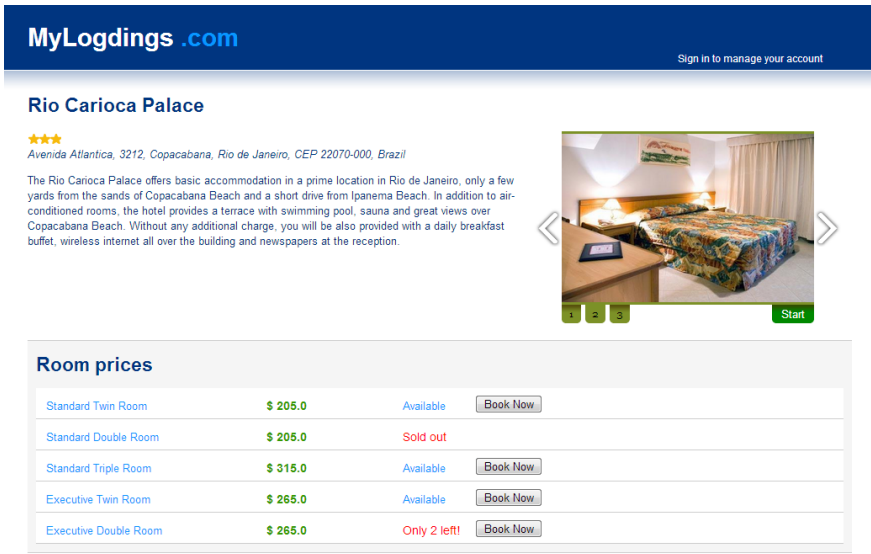 MyLogdings .com
Sign in to manage your account
Rio Carioca Palace
Avenida Atlantica, 3212, Copacabana, Rio de Janeiro, CEP 22070-000, Brazil
The Rio Carioca Palace offers basic accommodation in a prime location in Rio de Janeiro, only a few
yards from the sands of Copacabana Beach and a short drive from Ipanema Beach. In addition to air-
conditioned rooms, the hotel provides a terrace with swimming pool, sauna and great views over
Copacabana Beach. Without any additional charge, you will be also provided with a daily breakfast
buffet, wireless internet all over the building and newspapers at the reception.
1 2 3 Start
Room prices
Standard Twin Room $ 205.0 Available Book Now
Standard Double Room $ 205.0 Sold out
Standard Triple Room $ 315.0 Available Book Now
Executive Twin Room $ 265.0 Available Book Now
Executive Double Room $ 265.0 Only 2 left! Book Now